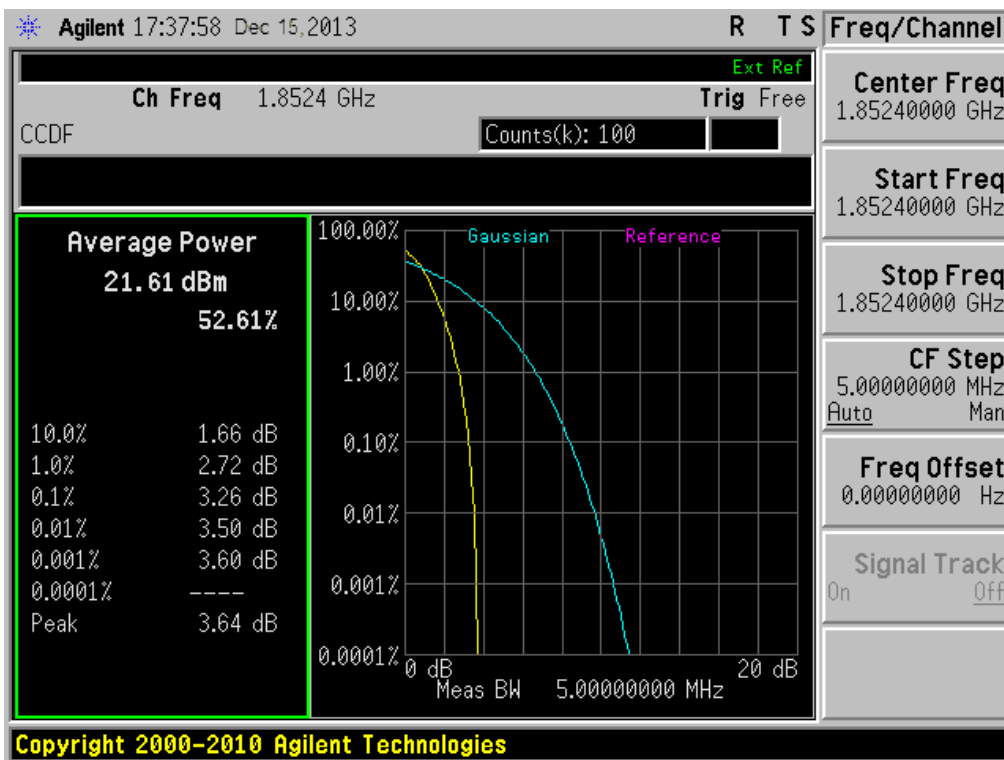 Agilent 17:37:58 Dec 15,2013 R T S
Ext Ref
Ch Freq 1.8524 GHz Trig Free
CCDF Counts(k): 100
Average Power
21.61 dBm
52.61%
10.0% 1.66 dB
1.0% 2.72 dB
0.1% 3.26 dB
0.01% 3.50 dB
0.001% 3.60 dB
0.0001% ----
Peak 3.64 dB
100.00%
Gaussian Reference
10.00%
1.00%
0.10%
0.01%
0.001%
0.0001%
0 dB 20 dB
Meas BW 5.00000000 MHz
Freq/Channel
Center Freq
1.85240000 GHz
Start Freq
1.85240000 GHz
Stop Freq
1.85240000 GHz
CF Step
5.00000000 MHz
Auto Man
Freq Offset
0.00000000 Hz
Signal Track
On Off
Copyright 2000-2010 Agilent Technologies